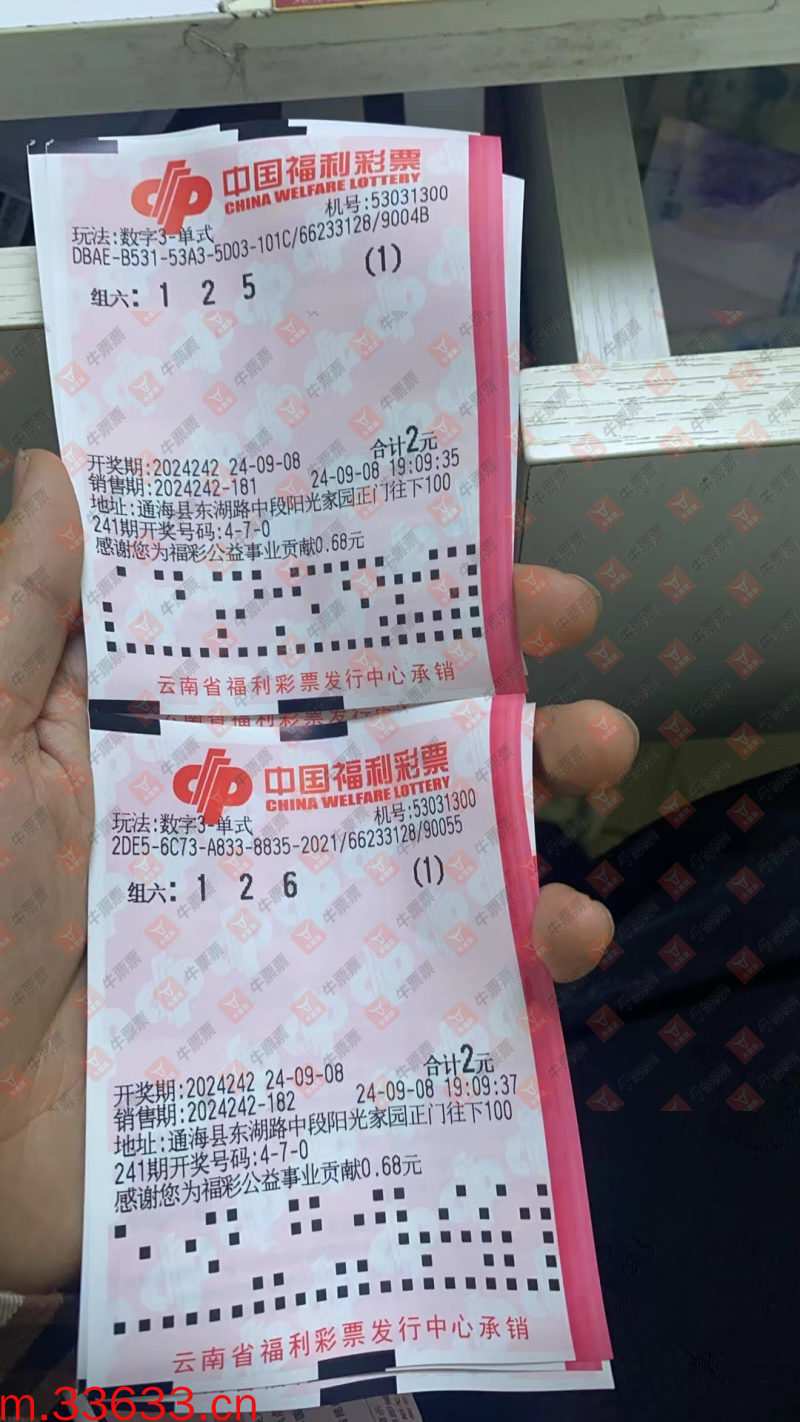 中国福利彩票
CHINA WELFARE LOTTERY
机号:53031300
玩法:数字3-单式
DBAE-B531-53A3-5D03-101C/66233128/9004B
(1)
组六: 1 2 5
合计2元
开奖期:2024242 24-09-08
销售期:2024242-181 24-09-08 19:09:35
地址:通海县东湖路中段阳光家园正门往下100
241期开奖号码:4-7-0
感谢您为福彩公益事业贡献0.68元
云南省福利彩票发行中心承销
中国福利彩票
CHINA WELFARE LOTTERY
机号:53031300
玩法:数字3-单式
2DE5-6C73-A833-8835-2021/66233128/90055
(1)
组六: 1 2 6
合计2元
开奖期:2024242 24-09-08
销售期:2024242-182 24-09-08 19:09:37
地址:通海县东湖路中段阳光家园正门往下100
241期开奖号码:4-7-0
感谢您为福彩公益事业贡献0.68元
云南省福利彩票发行中心承销
牛票票
m.33633.cn